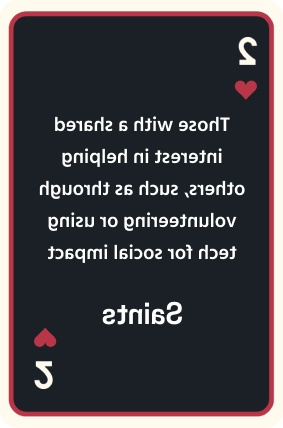 2
Those with a shared
interest in helping
others, such as through
volunteering or using
tech for social impact
Saints
2